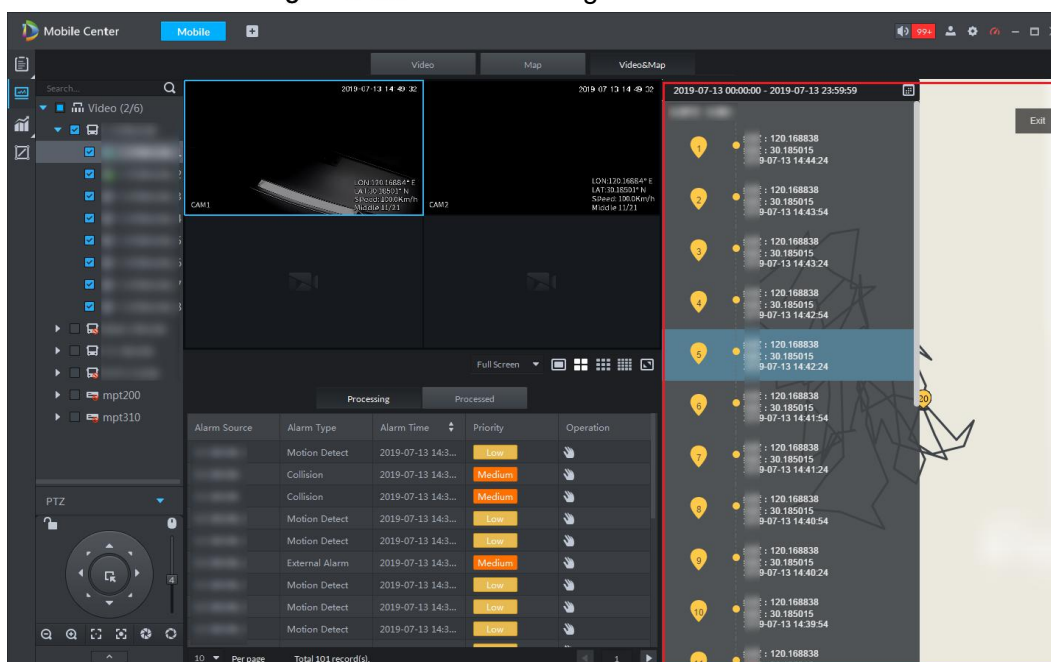 Mobile Center
Mobile
99+
Video
Map
Video&Map
Search...
Video (2/6)
mpt200
mpt310
PTZ
4
2019-07-13 14 49 32
LON 120 16884° E
LAT:30.18501° N
Speed: 100.0Km/h
Middle 11/21
CAM1
2019 07 13 14 49 32
LON:120 16884° E
LAT:30.18501° N
Speed: 100.0Km/h
Middle 11/21
CAM2
Full Screen
Processing
Processed
Alarm Source Alarm Type Alarm Time Priority Operation
Motion Detect 2019-07-13 14:3... Low
Collision 2019-07-13 14:3... Medium
Collision 2019-07-13 14:3... Medium
Motion Detect 2019-07-13 14:3... Low
Motion Detect 2019-07-13 14:3... Low
External Alarm 2019-07-13 14:3... Medium
Motion Detect 2019-07-13 14:3... Low
Motion Detect 2019-07-13 14:3... Low
Motion Detect 2019-07-13 14:3... Low
10 Per page Total 101 record(s). 1
2019-07-13 00:00:00 - 2019-07-13 23:59:59
Exit
1 : 120.168838
: 30.185015
9-07-13 14:44:24
2 : 120.168838
: 30.185015
9-07-13 14:43:54
3 : 120.168838
: 30.185015
9-07-13 14:43:24
4 : 120.168838
: 30.185015
9-07-13 14:42:54
5 : 120.168838
: 30.185015
9-07-13 14:42:24
6 : 120.168838
: 30.185015
9-07-13 14:41:54
7 : 120.168838
: 30.185015
9-07-13 14:41:24
8 : 120.168838
: 30.185015
9-07-13 14:40:54
9 : 120.168838
: 30.185015
9-07-13 14:40:24
10 : 120.168838
: 30.185015
9-07-13 14:39:54
: 120.168838
20